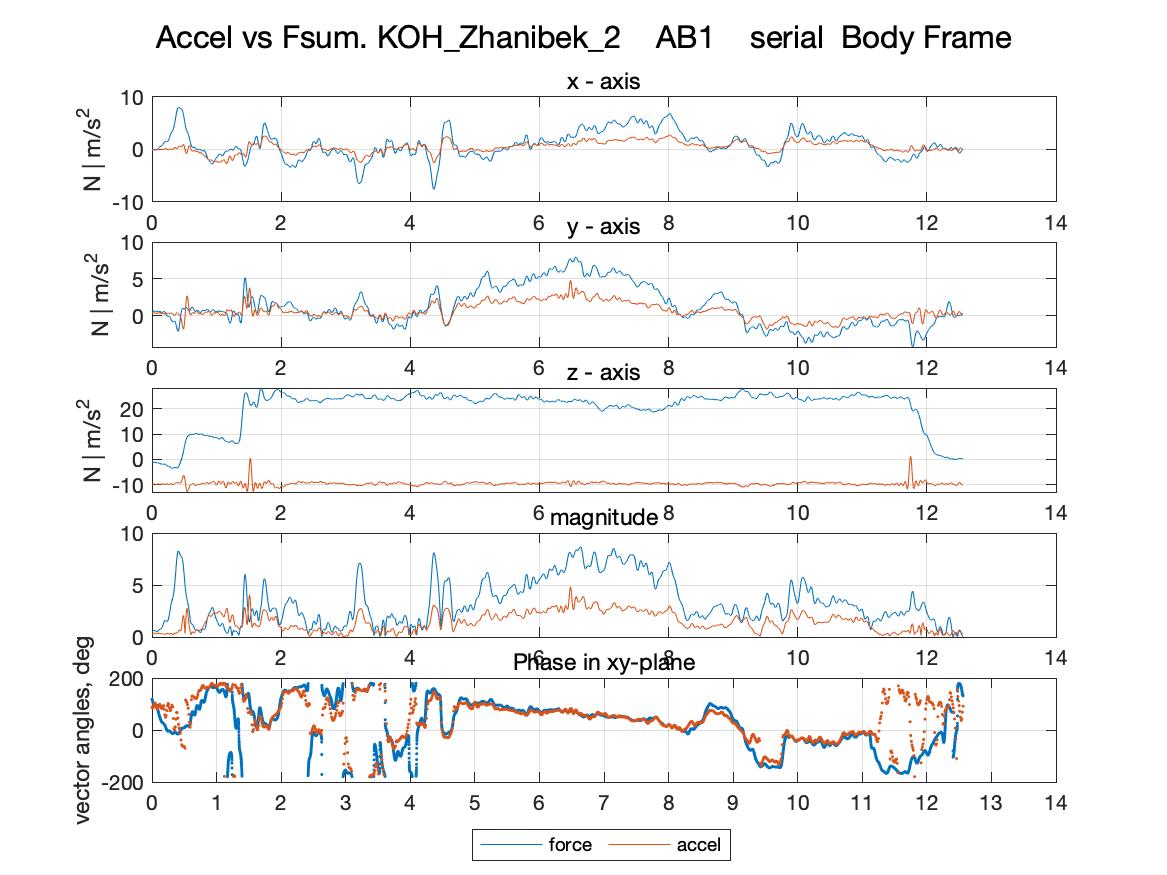 Accel vs Fsum. KOH_Zhanibek_2 AB1 serial Body Frame
x - axis
N | m/s²
10
0
-10
0 2 4 6 8 10 12 14
y - axis
N | m/s²
10
5
0
0 2 4 6 8 10 12 14
z - axis
N | m/s²
20
10
0
-10
0 2 4 6 8 10 12 14
magnitude
10
5
0
0 2 4 6 8 10 12 14
Phase in xy-plane
vector angles, deg
200
0
-200
0 1 2 3 4 5 6 7 8 9 10 11 12 13 14
force accel